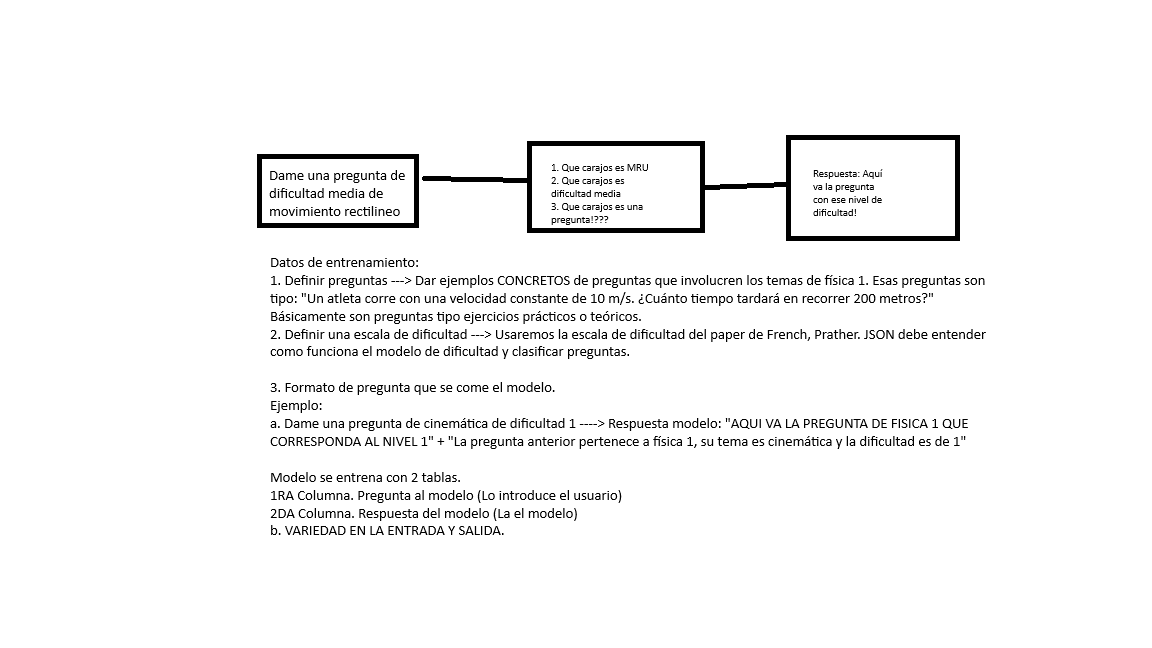 Dame una pregunta de
dificultad media de
movimiento rectilineo
1. Que carajos es MRU
2. Que carajos es
dificultad media
3. Que carajos es una
pregunta!???
Respuesta: Aquí
va la pregunta
con ese nivel de
dificultad!
Datos de entrenamiento:
1. Definir preguntas ---> Dar ejemplos CONCRETOS de preguntas que involucren los temas de física 1. Esas preguntas son
tipo: "Un atleta corre con una velocidad constante de 10 m/s. ¿Cuánto tiempo tardará en recorrer 200 metros?"
Básicamente son preguntas tipo ejercicios prácticos o teóricos.
2. Definir una escala de dificultad ---> Usaremos la escala de dificultad del paper de French, Prather. JSON debe entender
como funciona el modelo de dificultad y clasificar preguntas.
3. Formato de pregunta que se come el modelo.
Ejemplo:
a. Dame una pregunta de cinemática de dificultad 1 ----> Respuesta modelo: "AQUI VA LA PREGUNTA DE FISICA 1 QUE
CORRESPONDA AL NIVEL 1" + "La pregunta anterior pertenece a física 1, su tema es cinemática y la dificultad es de 1"
Modelo se entrena con 2 tablas.
1RA Columna. Pregunta al modelo (Lo introduce el usuario)
2DA Columna. Respuesta del modelo (La el modelo)
b. VARIEDAD EN LA ENTRADA Y SALIDA.